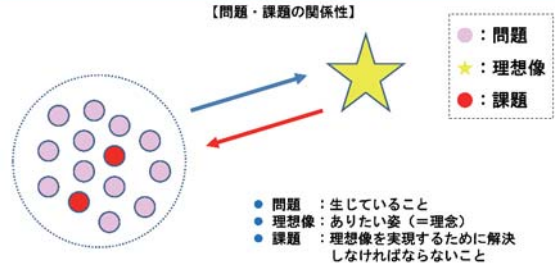 【問題・課題の関係性】
：問題
：理想像
：課題
● 問題　：生じていること
● 理想像：ありたい姿（＝理念）
● 課題　：理想像を実現するために解決
しなければならないこと